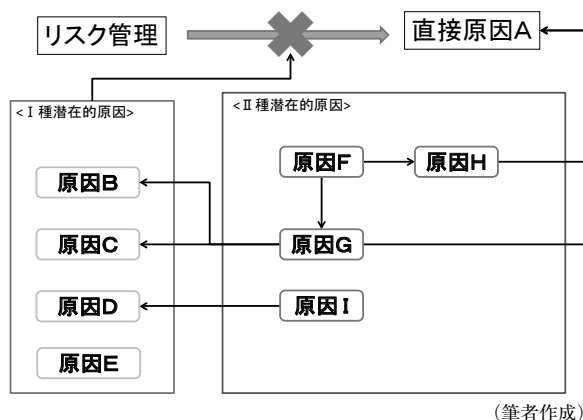 リスク管理
直接原因A
<Ⅰ種潜在的原因>
<Ⅱ種潜在的原因>
原因B
原因C
原因D
原因E
原因F
原因H
原因G
原因I
(筆者作成)